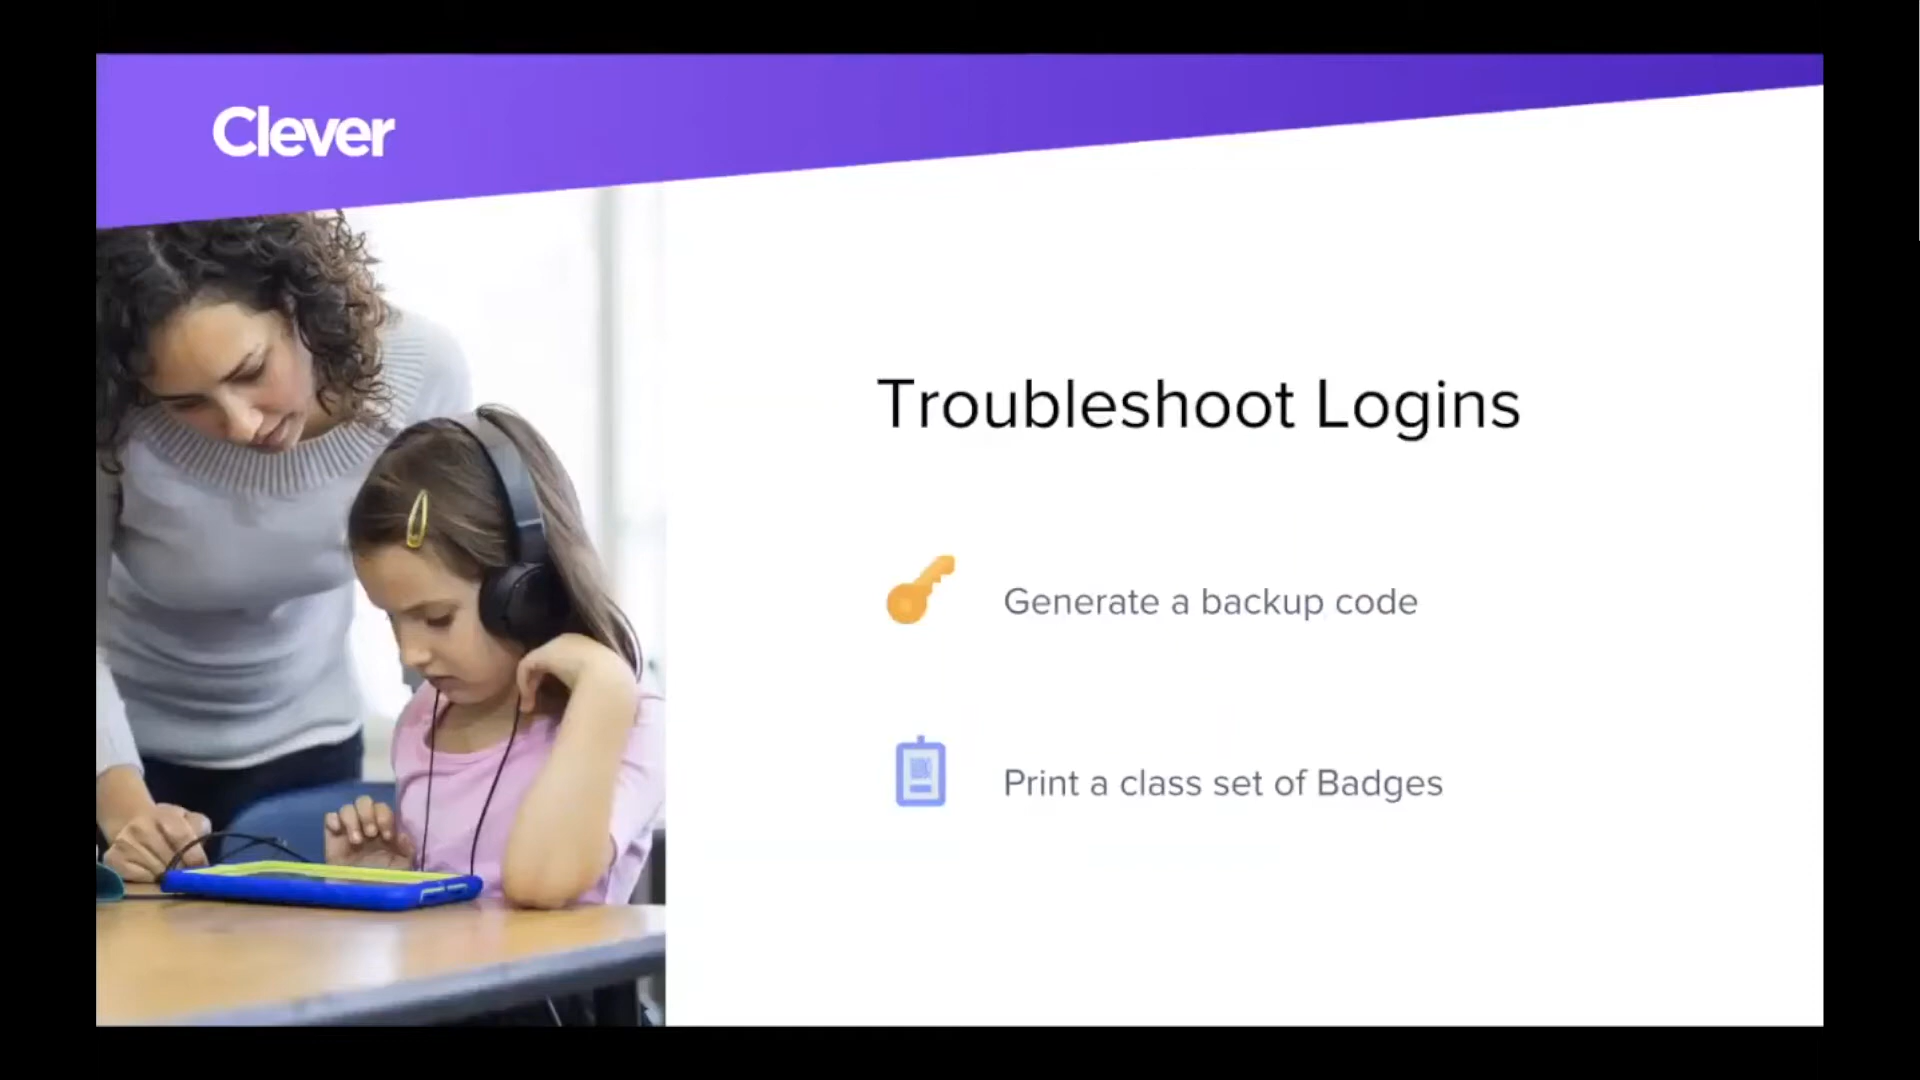 Clever
Troubleshoot Logins
Generate a backup code
Print a class set of Badges